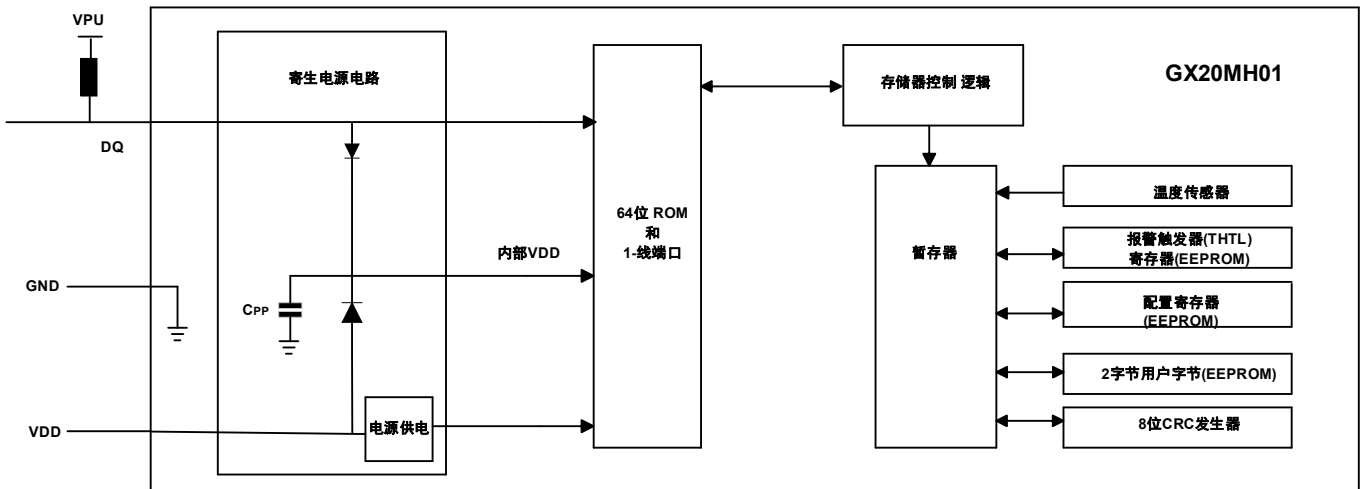 VPU
寄生电源电路
GX20MH01
存储器控制 逻辑
DQ
温度传感器
64位 ROM
和
1-线端口
暂存器
报警触发器(THTL)
寄存器(EEPROM)
内部VDD
GND
CPP
配置寄存器
(EEPROM)
2字节用户字节(EEPROM)
VDD
电源供电
8位CRC发生器